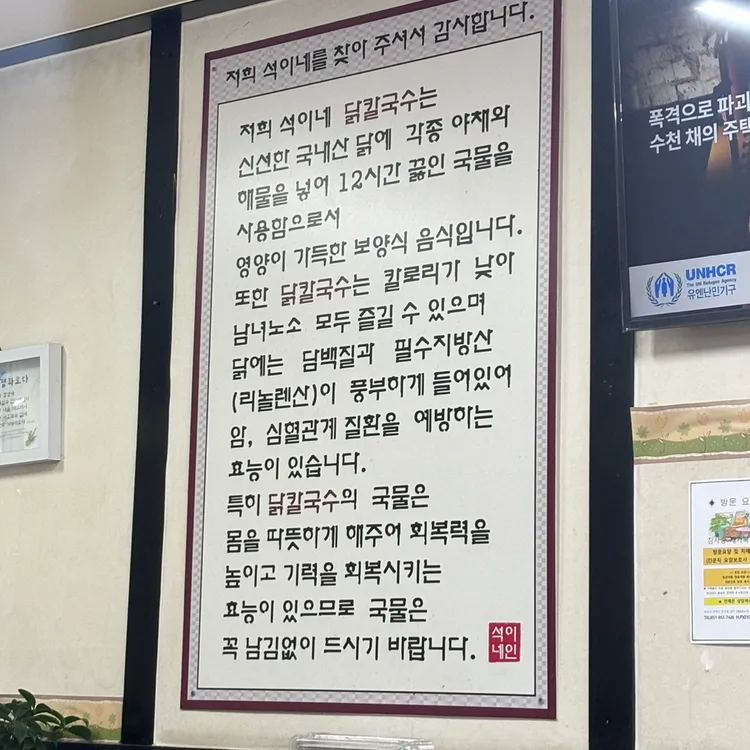 저희 석이네를 찾아 주셔서 감사합니다.
저희 석이네 닭칼국수는
신선한 국내산 닭에 각종 야채와
해물을 넣어 12시간 끓인 국물을
사용함으로서
영양이 가득한 보양식 음식입니다.
또한 닭칼국수는 칼로리가 낮아
남녀노소 모두 즐길 수 있으며
닭에는 담백질과 필수지방산
(리놀렌산)이 풍부하게 들어있어
암, 심혈관계 질환을 예방하는
효능이 있습니다.
특히 닭칼국수의 국물은
몸을 따뜻하게 해주어 회복력을
높이고 기력을 회복시키는
효능이 있으므로 국물은
꼭 남김없이 드시기 바랍니다.
석이
네인
폭격으로
수천 채의
UNHCR
The UN Refugee Agency
유엔난민기구
방문